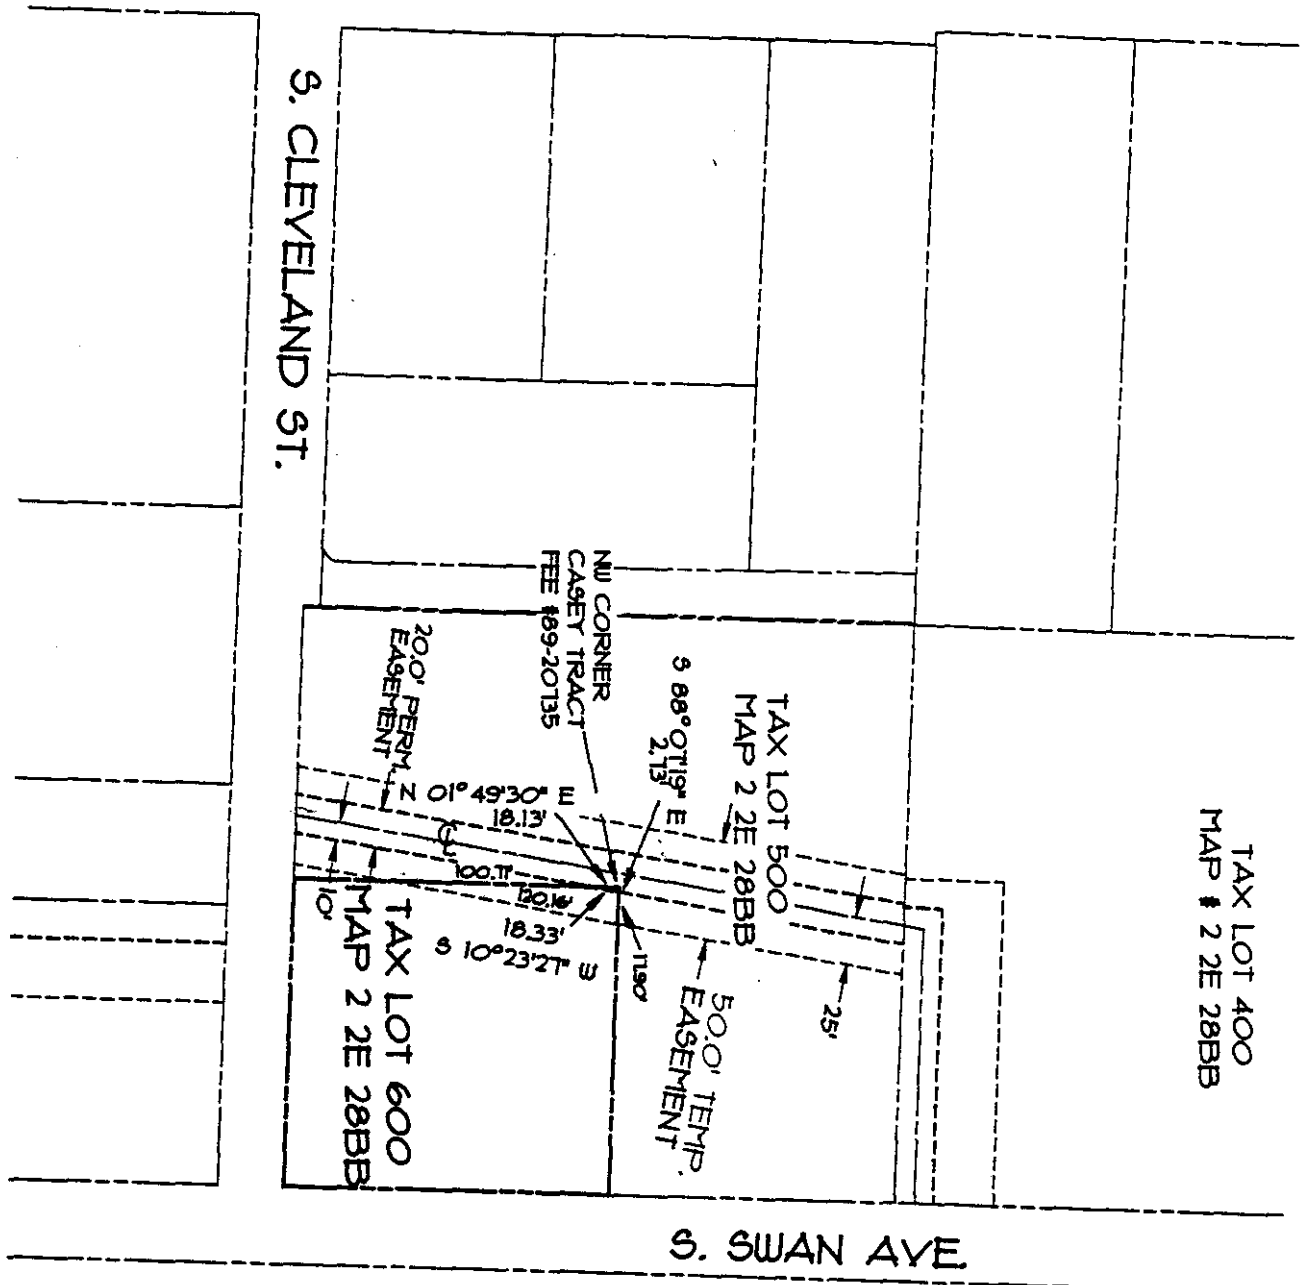 S. CLEVELAND ST.
NW CORNER
CASEY TRACT
FEE #89-20735
20.0' PERM.
EASEMENT
S 88°07'19" E
2.73'
TAX LOT 500
MAP 2 2E 28BB
TAX LOT 400
MAP # 2 2E 28BB
N 01°49'30" E
18.13'
100.77'
120.16'
18.33'
S 10°23'27" W
17.90'
10'
25'
TAX LOT 600
MAP 2 2E 28BB
50.0' TEMP.
EASEMENT
S. SWAN AVE.